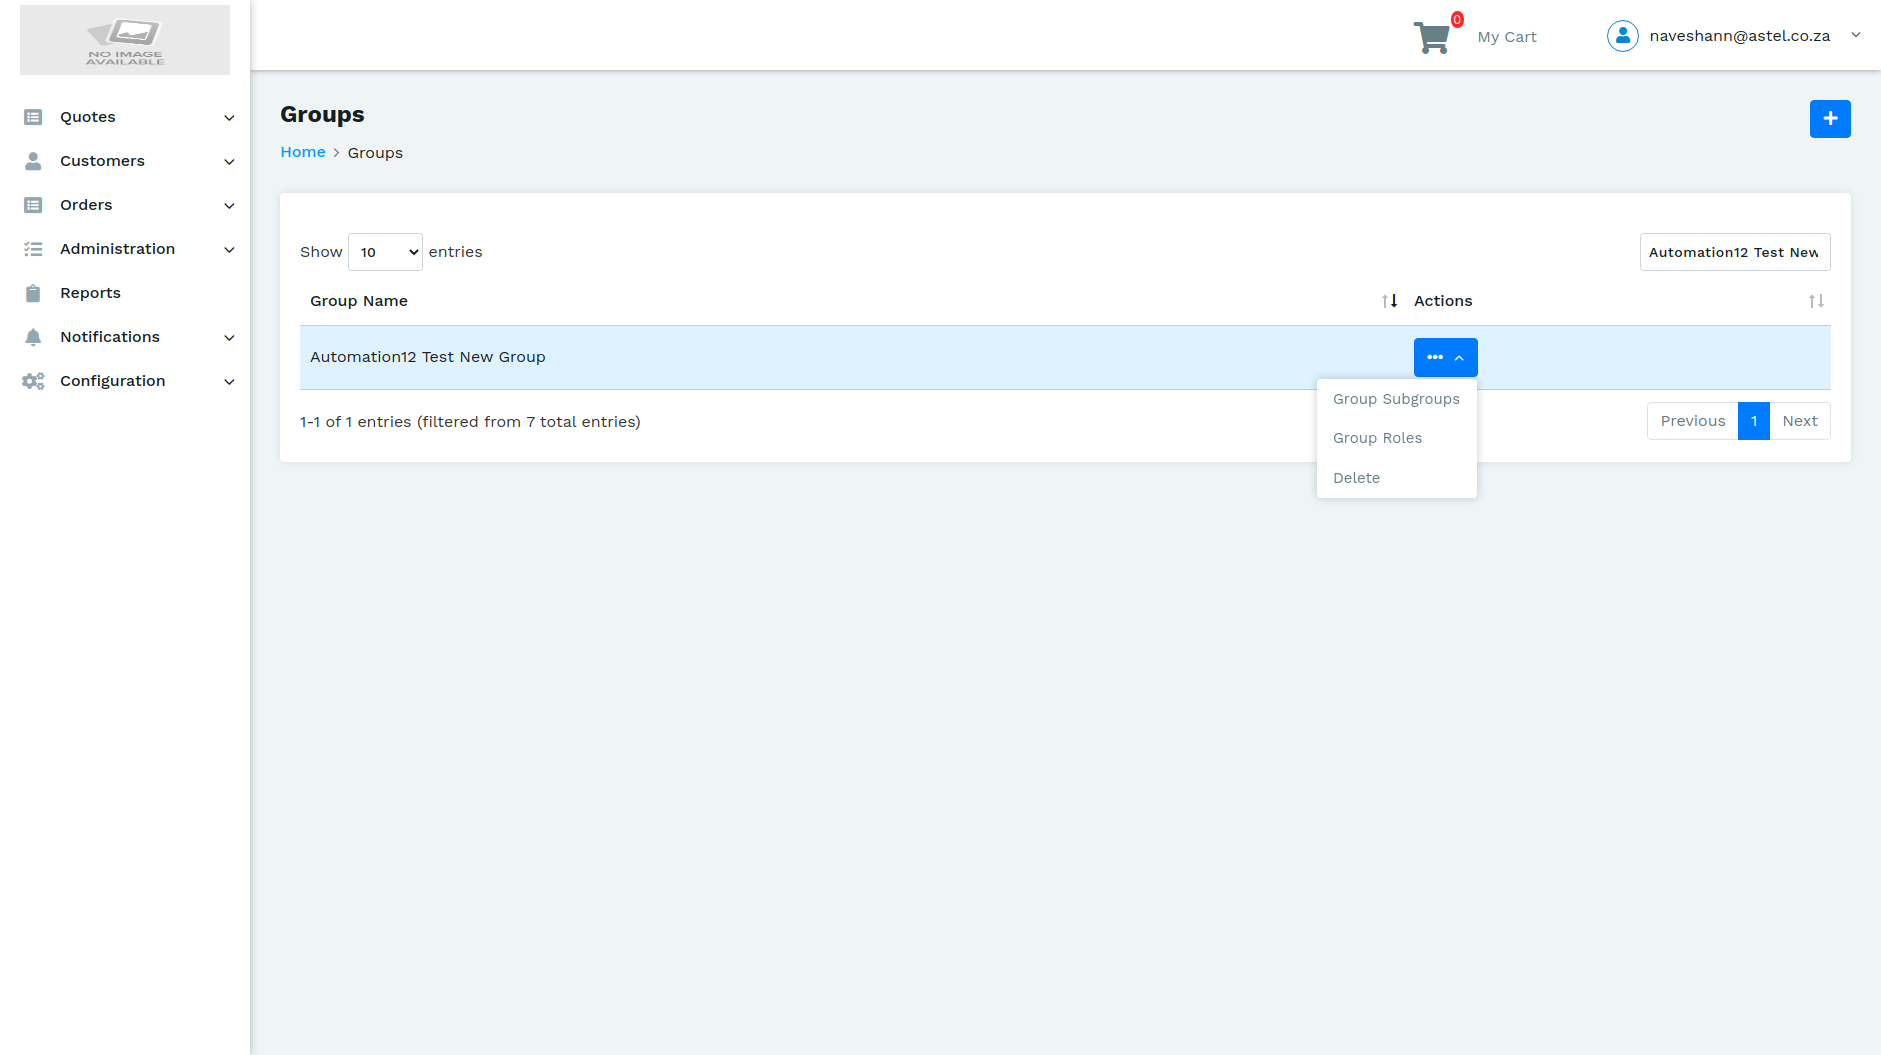 NO IMAGE
AVAILABLE
0
My Cart
naveshann@astel.co.za
Quotes
Customers
Orders
Administration
Reports
Notifications
Configuration
Groups
Home > Groups
Show 10 entries
Automation12 Test New
Group Name
Actions
Automation12 Test New Group
Group Subgroups
Group Roles
Delete
1-1 of 1 entries (filtered from 7 total entries)
Previous 1 Next